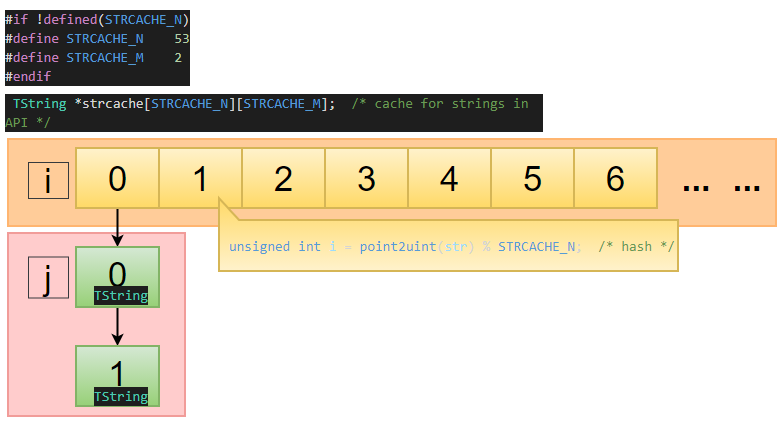 #if !defined(STRCACHE_N)
#define STRCACHE_N    53
#define STRCACHE_M    2
#endif
TString *strcache[STRCACHE_N][STRCACHE_M];  /* cache for strings in
API */
i 0 1 2 3 4 5 6 ... ...
unsigned int i = point2uint(str) % STRCACHE_N;  /* hash */
j 0
TString
1
TString